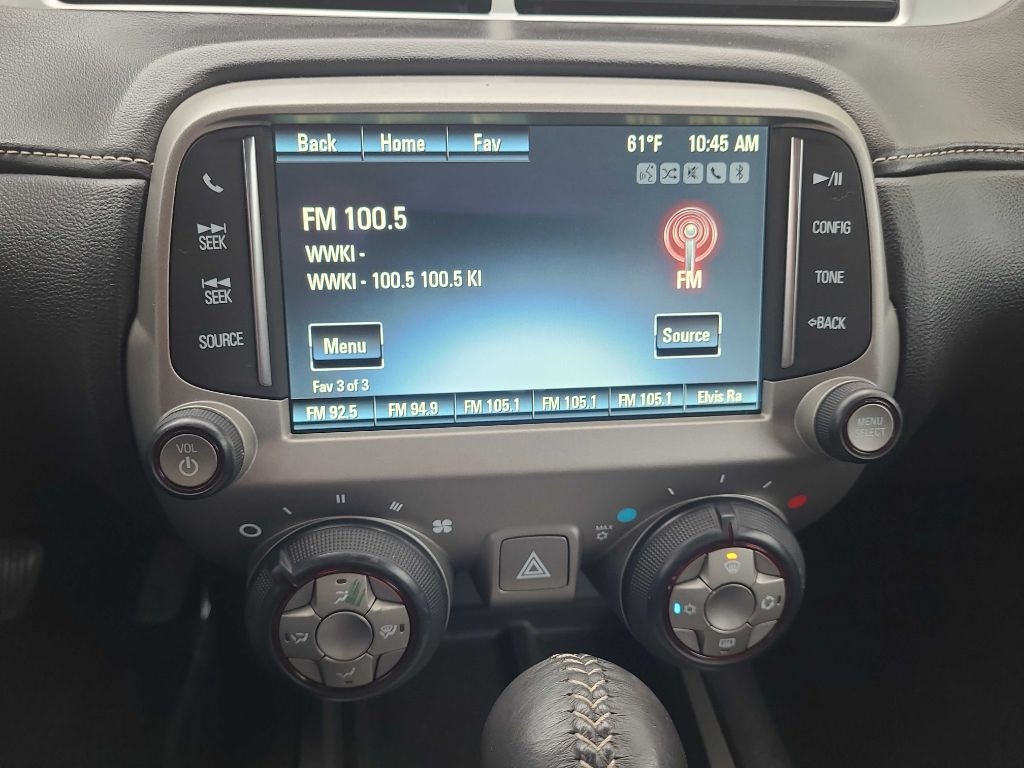 Back Home Fav 61°F 10:45 AM
FM 100.5
WWKI -
WWKI - 100.5 100.5 KI
FM
Menu
Source
Fav 3 of 3
FM 92.5 FM 94.9 FM 105.1 FM 105.1 FM 105.1 Elvis Ra
SEEK
SEEK
SOURCE
CONFIG
TONE
BACK
VOL
MENU
SELECT
MAX